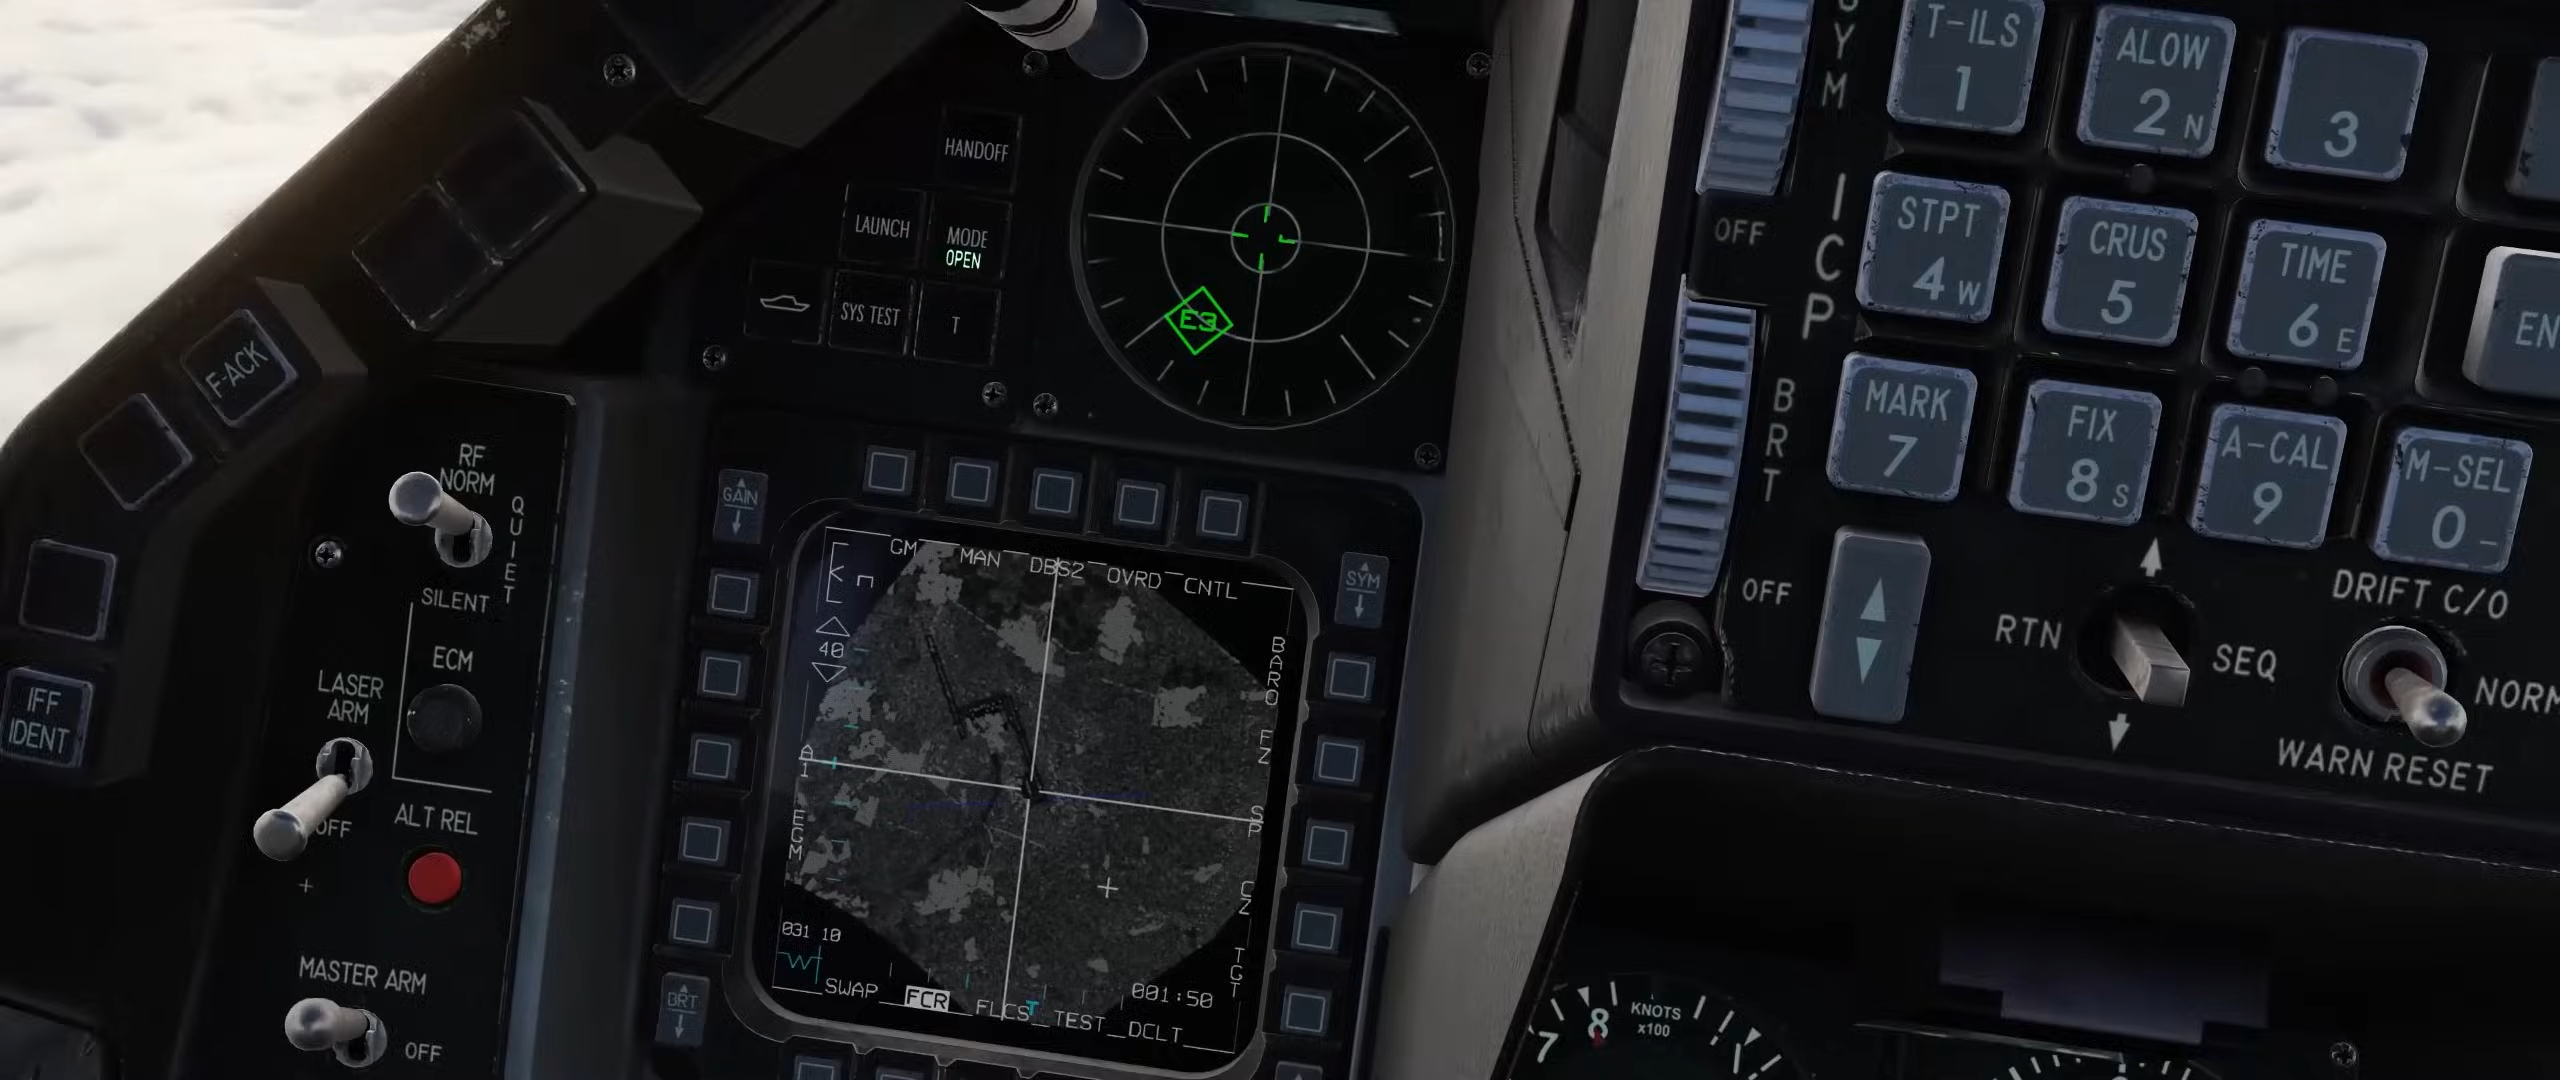 HANDOFF
LAUNCH
MODE
OPEN
SYS TEST
T
E3
F-ACK
IFF
IDENT
RF
NORM
QUIET
SILENT
ECM
LASER
ARM
OFF
ALT REL
MASTER ARM
OFF
GAIN
SYM
BRT
GM MAN DBS2 OVRD CNTL
40
A
1
ECM
BARO
FZ
SP
CZ
TGT
031 10
001:50
SWAP FCR FLCS TEST DCLT
T
SYM
OFF
ICP
BRT
OFF
T-ILS
1
ALOW
2 N
3
STPT
4 W
CRUS
5
TIME
6 E
EN
MARK
7
FIX
8 S
A-CAL
9
M-SEL
0 -
RTN
SEQ
DRIFT C/O
NORM
WARN RESET
KNOTS
x100
7
8